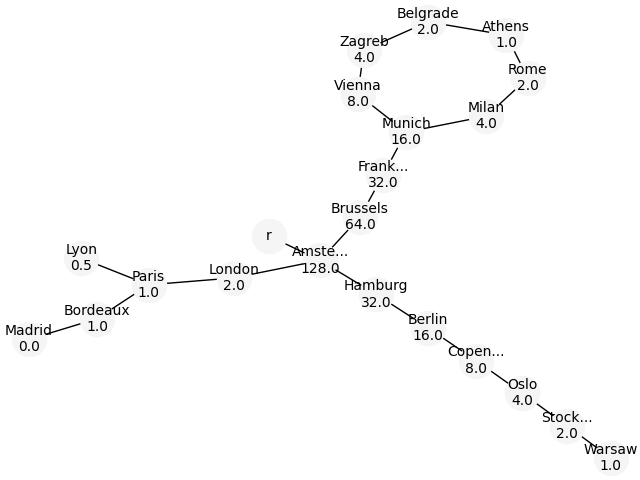 Belgrade
2.0
Athens
1.0
Zagreb
4.0
Rome
2.0
Vienna
8.0
Milan
4.0
Munich
16.0
Frank...
32.0
Brussels
64.0
r
Amste...
128.0
Lyon
0.5
London
2.0
Paris
1.0
Hamburg
32.0
Bordeaux
1.0
Berlin
16.0
Madrid
0.0
Copen...
8.0
Oslo
4.0
Stock...
2.0
Warsaw
1.0